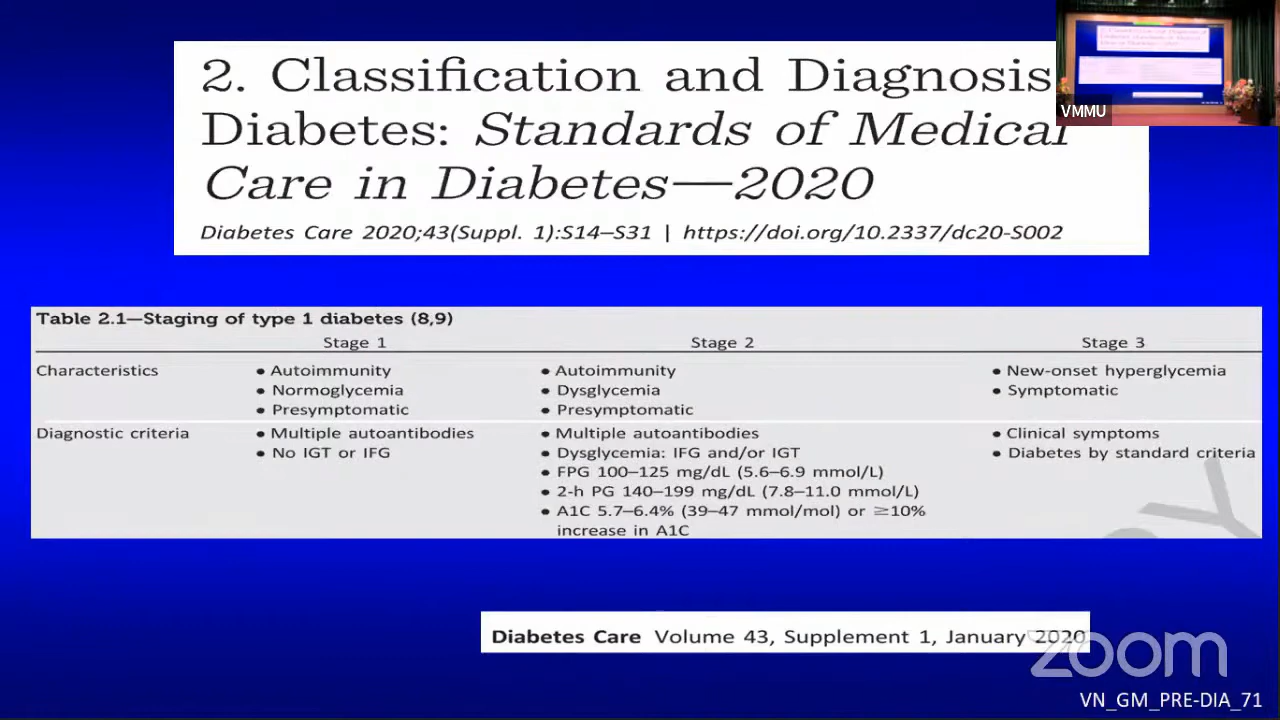 2. Classification and Diagnosis
Diabetes: Standards of Medical
Care in Diabetes—2020
Diabetes Care 2020;43(Suppl. 1):S14–S31 | https://doi.org/10.2337/dc20-S002
VMMU
Table 2.1—Staging of type 1 diabetes (8,9)
Stage 1 Stage 2 Stage 3
Characteristics • Autoimmunity • Autoimmunity • New-onset hyperglycemia
• Normoglycemia • Dysglycemia • Symptomatic
• Presymptomatic • Presymptomatic
Diagnostic criteria • Multiple autoantibodies • Multiple autoantibodies • Clinical symptoms
• No IGT or IFG • Dysglycemia: IFG and/or IGT • Diabetes by standard criteria
• FPG 100–125 mg/dL (5.6–6.9 mmol/L)
• 2-h PG 140–199 mg/dL (7.8–11.0 mmol/L)
• A1C 5.7–6.4% (39–47 mmol/mol) or ≥10%
increase in A1C
Diabetes Care Volume 43, Supplement 1, January 2020
zoom
VN_GM_PRE-DIA_71